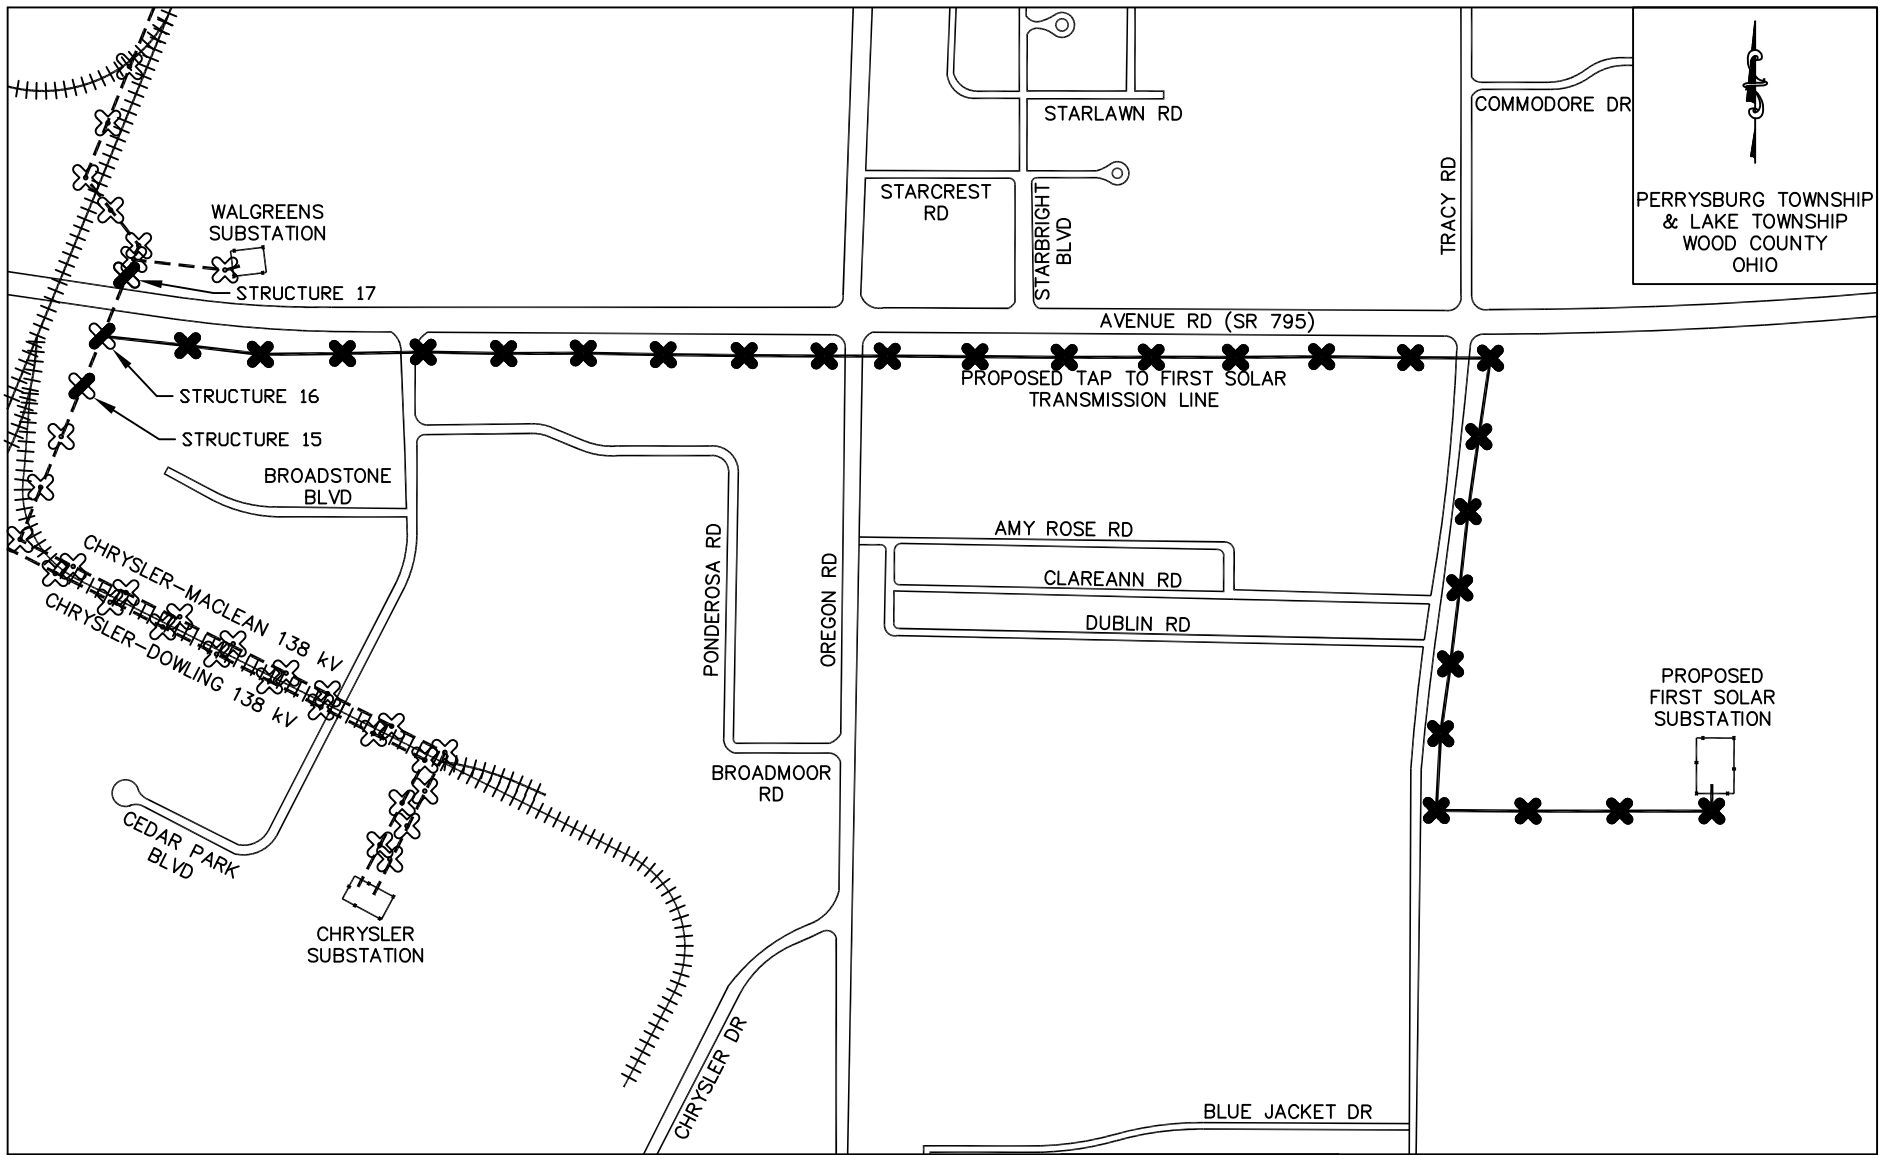 STARLAWN RD
COMMODORE DR
PERRYSBURG TOWNSHIP
& LAKE TOWNSHIP
WOOD COUNTY
OHIO
WALGREENS
SUBSTATION
STARCREST
RD
STARBRIGHT
BLVD
TRACY RD
STRUCTURE 17
AVENUE RD (SR 795)
PROPOSED TAP TO FIRST SOLAR
TRANSMISSION LINE
STRUCTURE 16
STRUCTURE 15
BROADSTONE
BLVD
CHRYSLER-MACLEAN 138 kV
CHRYSLER-DOWLING 138 kV
PONDEROSA RD
OREGON RD
AMY ROSE RD
CLAREANN RD
DUBLIN RD
PROPOSED
FIRST SOLAR
SUBSTATION
BROADMOOR
RD
CEDAR PARK
BLVD
CHRYSLER
SUBSTATION
CHRYSLER DR
BLUE JACKET DR